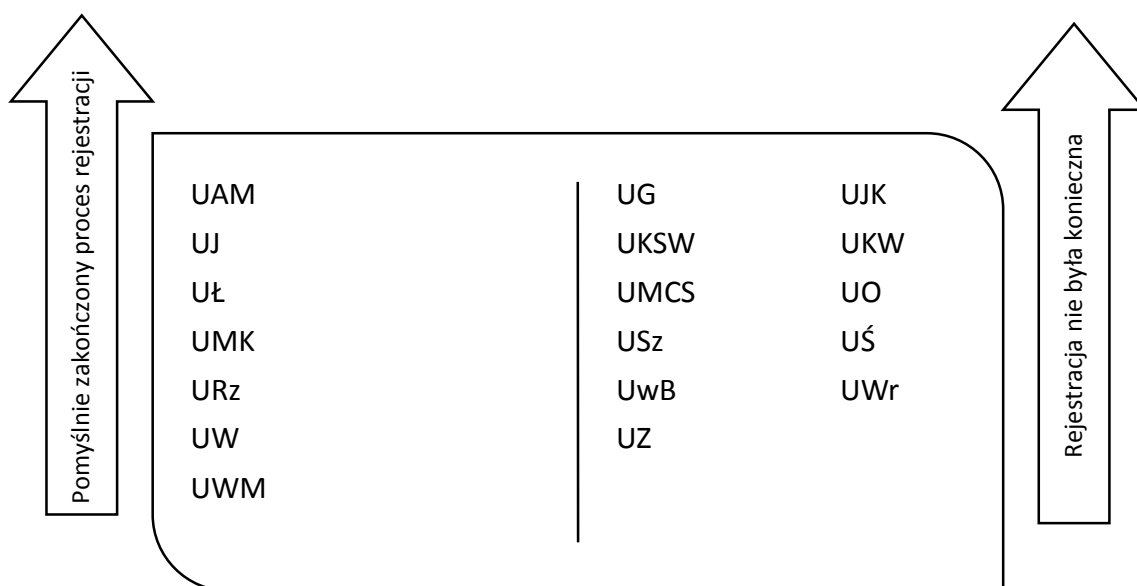 Pomyślnie zakończony proces rejestracji
UAM
UJ
UŁ
UMK
URz
UW
UWM
UG
UKSW
UMCS
USz
UwB
UZ
UJK
UKW
UO
UŚ
UWr
Rejestracja nie była konieczna